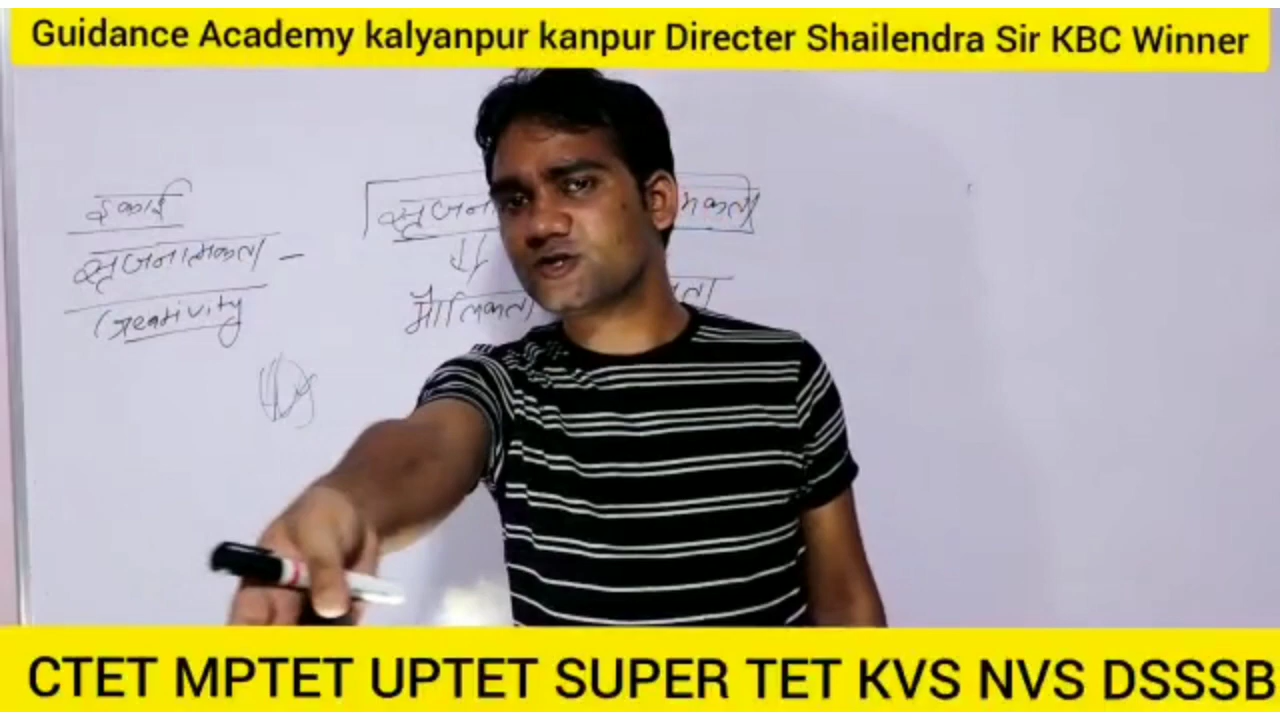 Guidance Academy kalyanpur kanpur Directer Shailendra Sir KBC Winner
इकाई
सृजनात्मकता –
Creativity
सृजना
मौलिकता
CTET MPTET UPTET SUPER TET KVS NVS DSSSB